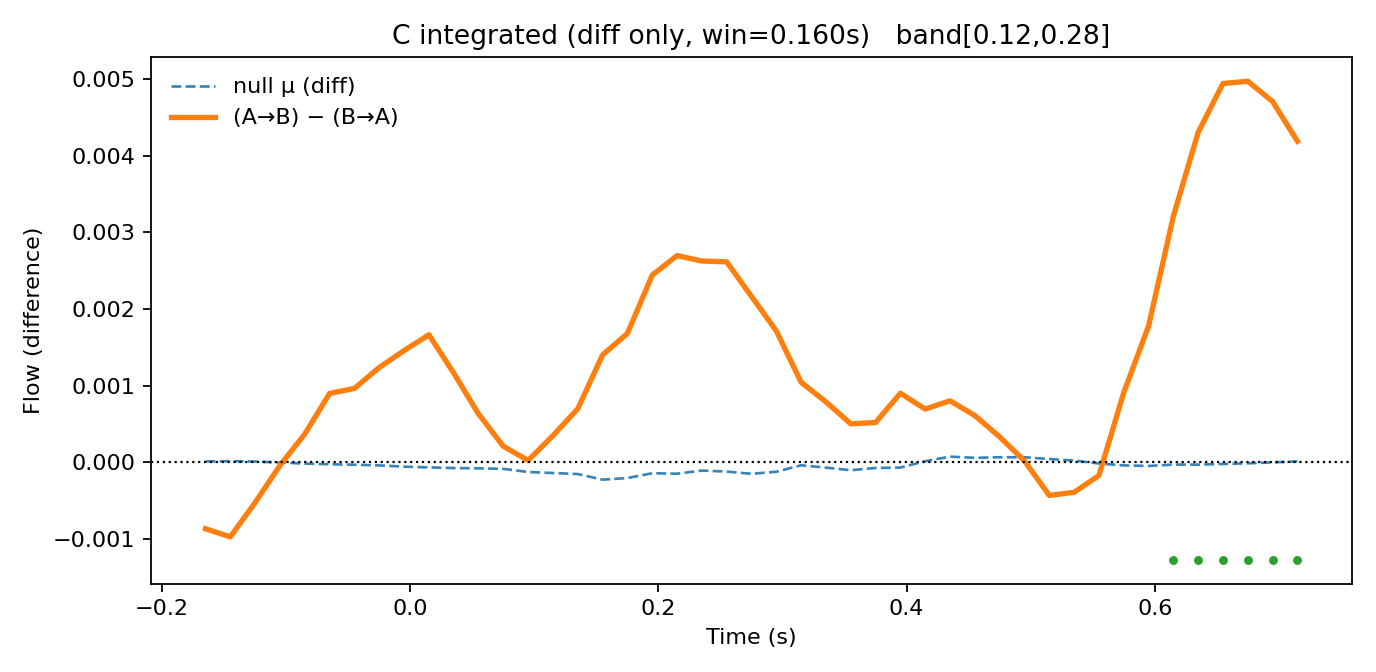 C integrated (diff only, win=0.160s)   band[0.12,0.28]
null μ (diff)
(A→B) − (B→A)
Flow (difference)
0.005
0.004
0.003
0.002
0.001
0.000
−0.001
−0.2
0.0
0.2
0.4
0.6
Time (s)